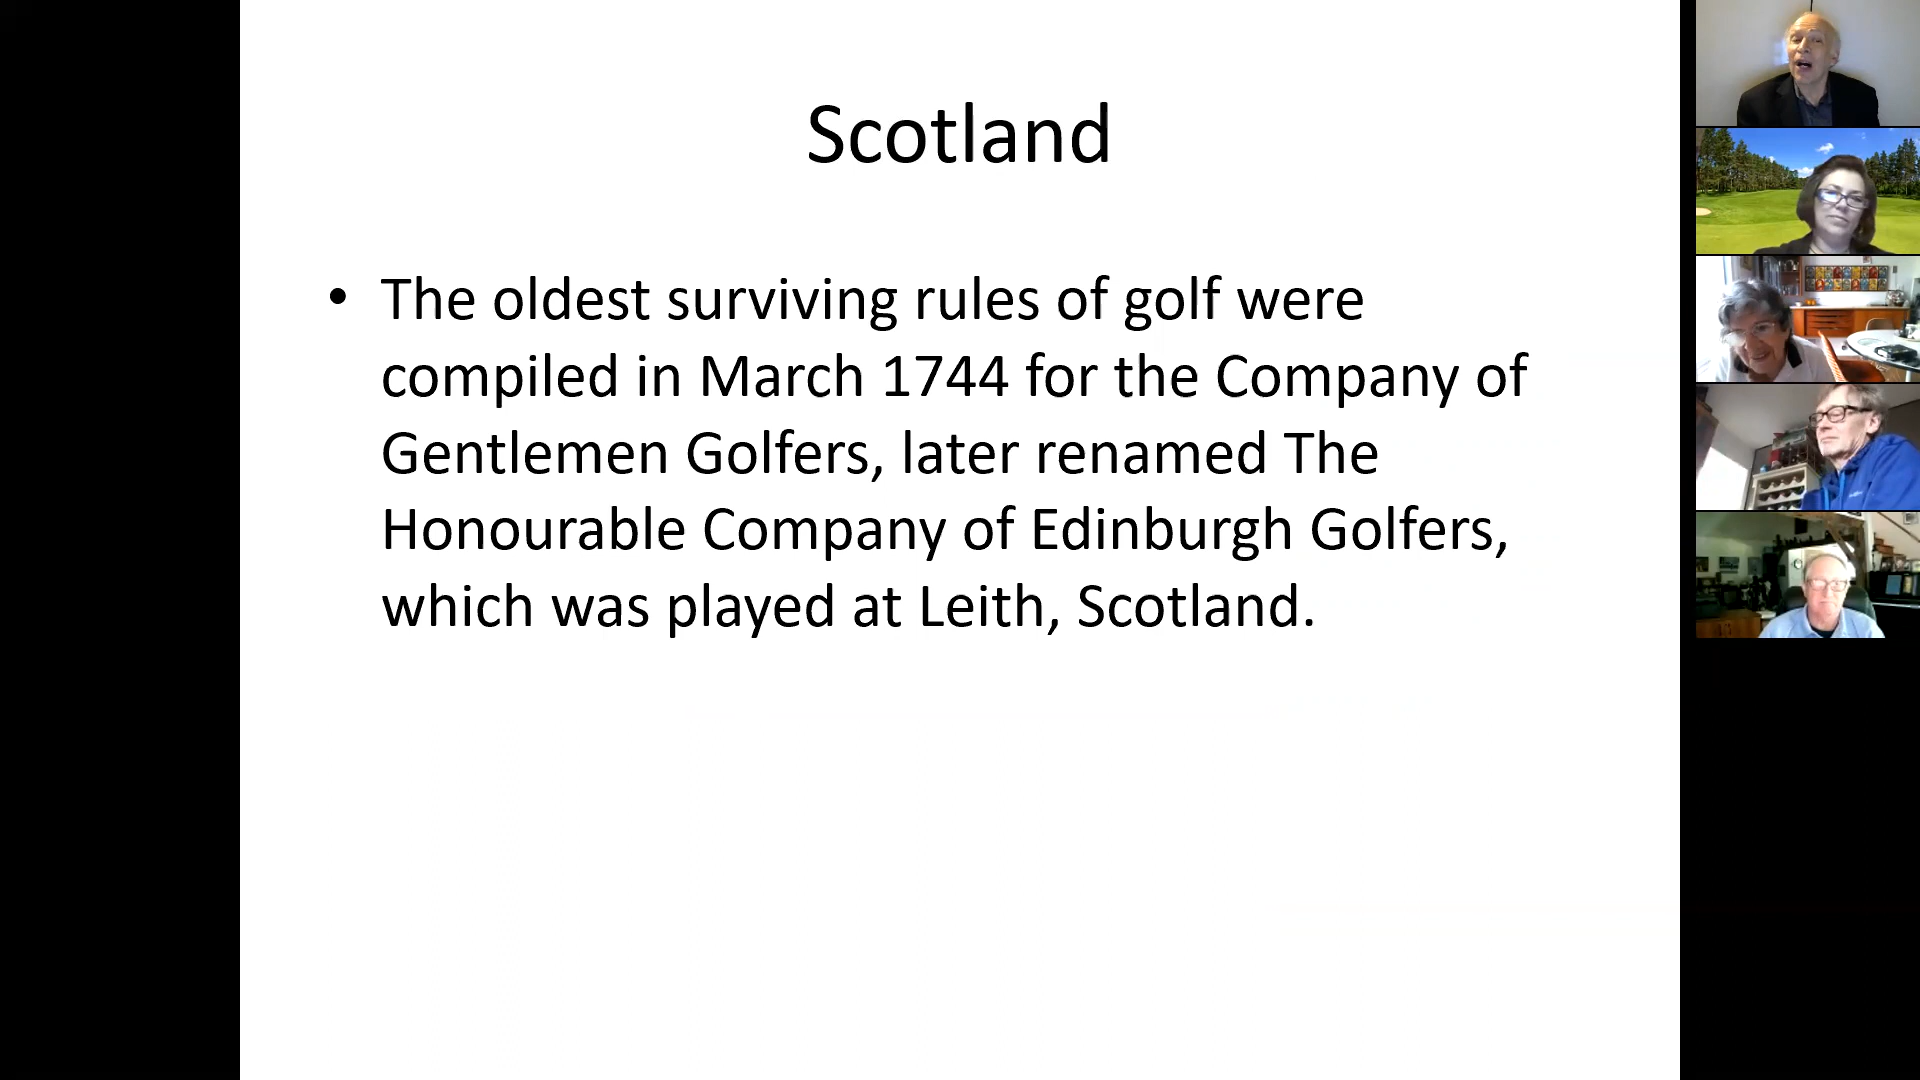 Scotland
• The oldest surviving rules of golf were
compiled in March 1744 for the Company of
Gentlemen Golfers, later renamed The
Honourable Company of Edinburgh Golfers,
which was played at Leith, Scotland.